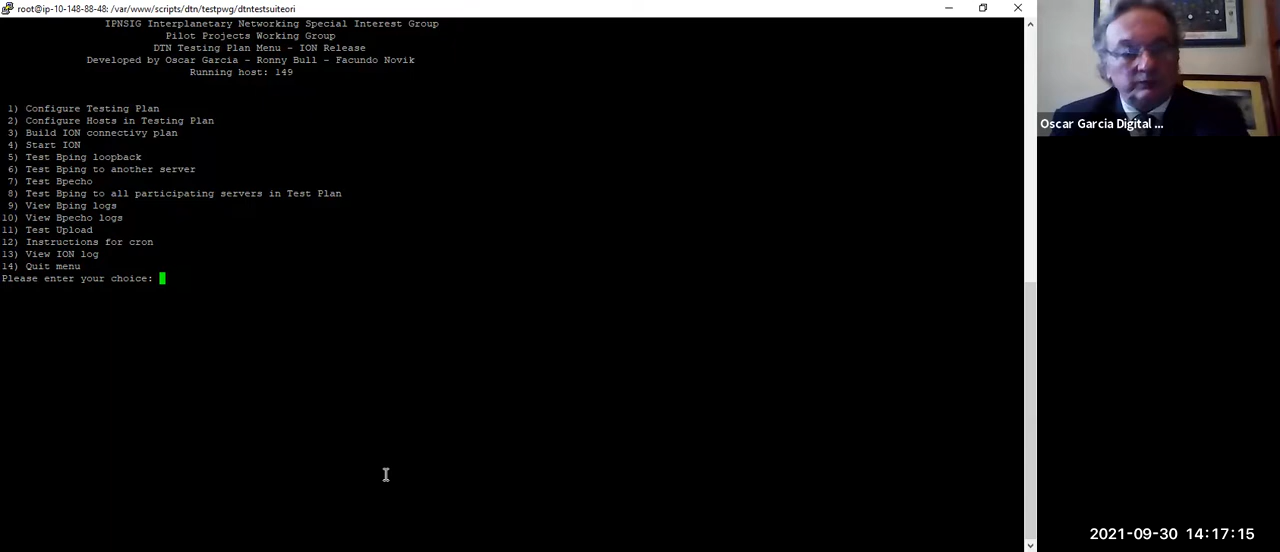 root@ip-10-148-88-48: /var/www/scripts/dtn/testpwg/dtntestsuiteori
IPNSIG Interplanetary Networking Special Interest Group
Pilot Projects Working Group
DTN Testing Plan Menu - ION Release
Developed by Oscar Garcia - Ronny Bull - Facundo Novik
Running host: 149
1) Configure Testing Plan
2) Configure Hosts in Testing Plan
3) Build ION connectivy plan
4) Start ION
5) Test Bping loopback
6) Test Bping to another server
7) Test Bpecho
8) Test Bping to all participating servers in Test Plan
9) View Bping logs
10) View Bpecho logs
11) Test Upload
12) Instructions for cron
13) View ION log
14) Quit menu
Please enter your choice:
Oscar Garcia Digital ...
2021-09-30 14:17:15